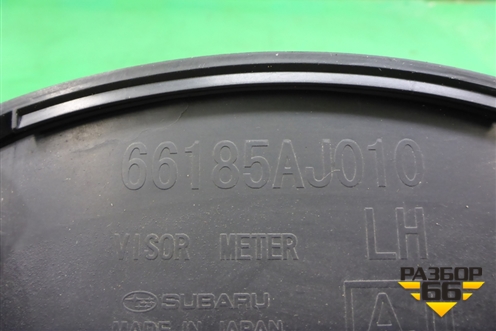 66185AJ010
VISOR METER LH
SUBARU A
MADE IN JAPAN
РАЗБОР
66